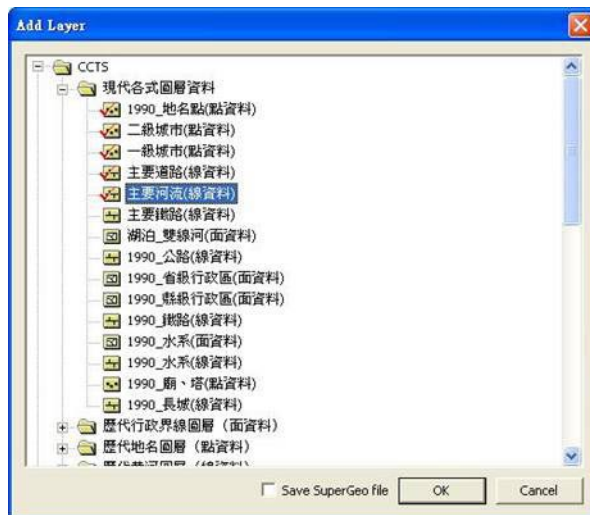 Add Layer
CCTS
現代各式圖層資料
1990_地名點(點資料)
二級城市(點資料)
一級城市(點資料)
主要道路(線資料)
主要河流(線資料)
主要鐵路(線資料)
湖泊_雙線河(面資料)
1990_公路(線資料)
1990_省級行政區(面資料)
1990_縣級行政區(面資料)
1990_鐵路(線資料)
1990_水系(面資料)
1990_水系(線資料)
1990_廟、塔(點資料)
1990_長城(線資料)
歷代行政界線圖層（面資料）
歷代地名圖層（點資料）
歷代黃河圖層（線資料）
Save SuperGeo file
OK
Cancel